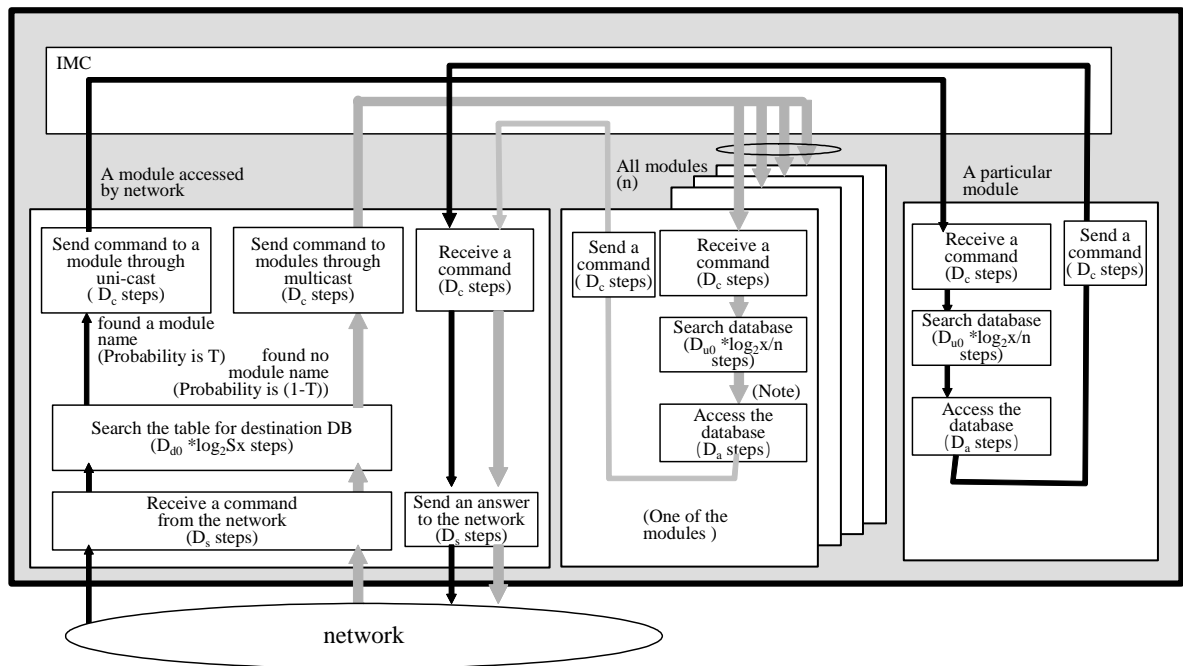 IMC
A module accessed
by network
All modules
(n)
A particular
module
Send command to a
module through
uni-cast
( D_c steps)
Send command to
modules through
multicast
(D_c steps)
Receive a
command
(D_c steps)
found a module
name
(Probability is T)
found no
module name
(Probability is (1-T))
Search the table for destination DB
(D_d0 *log_2Sx steps)
Receive a command
from the network
(D_s steps)
Send an answer
to the network
(D_s steps)
Send a
command
( D_c steps)
Receive a
command
(D_c steps)
Search database
(D_u0 *log_2x/n
steps)
(Note)
Access the
database
(D_a steps)
(One of the
modules )
Receive a
command
(D_c steps)
Search database
(D_u0 *log_2x/n
steps)
Access the
database
(D_a steps)
Send a
command
( D_c steps)
network